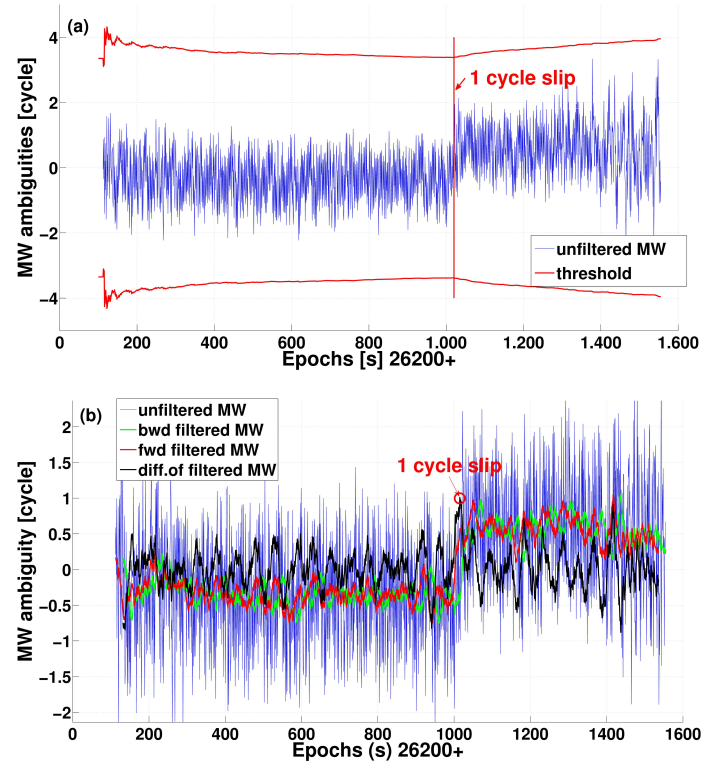 (a)
MW ambiguities [cycle]
4
2
0
−2
−4
1 cycle slip
unfiltered MW
threshold
0 200 400 600 800 1.000 1.200 1.400 1.600
Epochs [s] 26200+
(b)
MW ambiguity [cycle]
unfiltered MW
bwd filtered MW
fwd filtered MW
diff.of filtered MW
1 cycle slip
2
1.5
1
0.5
0
−0.5
−1
−1.5
−2
200 400 600 800 1000 1200 1400 1600
Epochs (s) 26200+